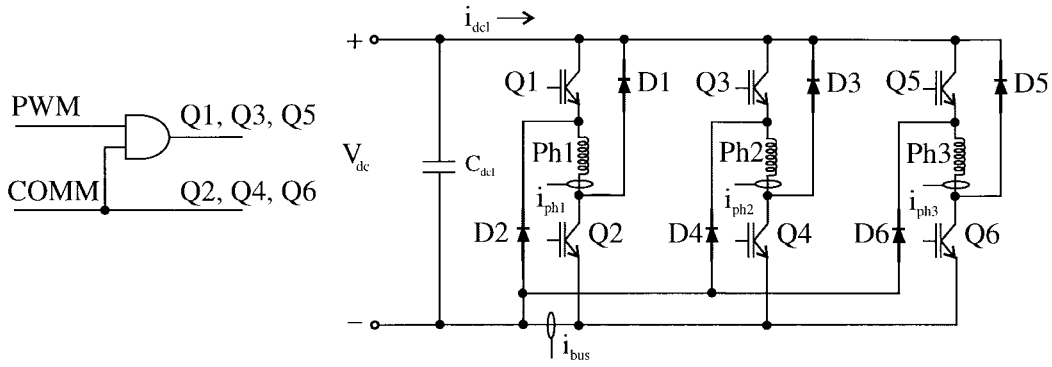 i_dcl
+
Q1
D1
Q3
D3
Q5
D5
PWM
Q1, Q3, Q5
Ph1
Ph2
Ph3
V_dc
C_dcl
COMM
Q2, Q4, Q6
i_ph1
i_ph2
i_ph3
D2
Q2
D4
Q4
D6
Q6
−
i_bus